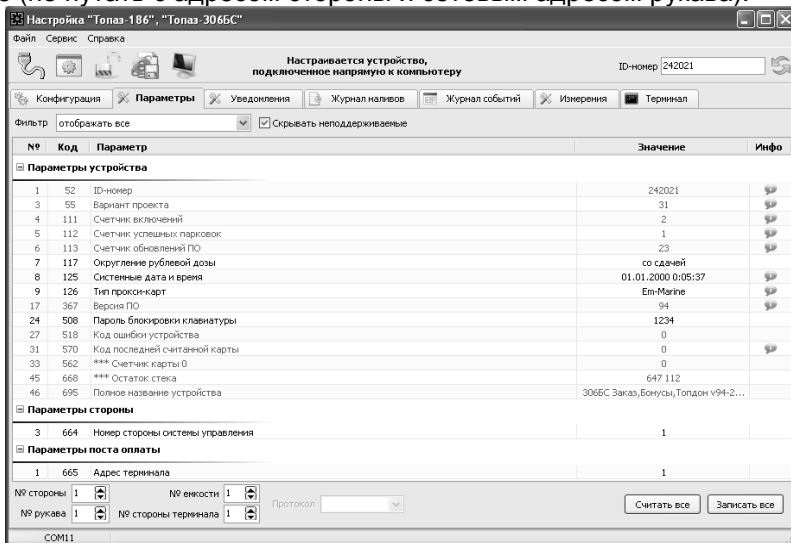 (не путать с адресом стороны и сетевым адресом рукава).
Настройка "Топаз-186", "Топаз-306БС"
Файл Сервис Справка
Настраивается устройство,
подключенное напрямую к компьютеру
ID-номер 242021
Конфигурация Параметры Уведомления Журнал наливов Журнал событий Измерения Терминал
Фильтр отображать все Скрывать неподдерживаемые
№ Код Параметр Значение Инфо
Параметры устройства
1 52 ID-номер 242021
3 55 Вариант проекта 31
4 111 Счетчик включений 2
5 112 Счетчик успешных парковок 1
6 113 Счетчик обновлений ПО 23
7 117 Округление рублевой дозы со сдачей
8 125 Системные дата и время 01.01.2000 0:05:37
9 126 Тип прокси-карт Em-Marine
17 367 Версия ПО 94
24 508 Пароль блокировки клавиатуры 1234
27 518 Код ошибки устройства 0
31 570 Код последней считанной карты 0
33 562 *** Счетчик карты 0 0
45 668 *** Остаток стека 647 112
46 695 Полное название устройства 306БС Заказ,Бонусы,Топдон v94-2...
Параметры стороны
3 664 Номер стороны системы управления 1
Параметры поста оплаты
1 665 Адрес терминала 1
№ стороны 1 № емкости 1
Протокол
Считать все Записать все
№ рукава 1 № стороны терминала 1
COM11